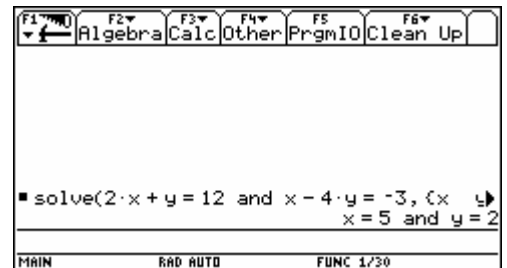 F1▼ F2▼ F3▼ F4▼ F5 F6▼
Algebra Calc Other PrgmIO Clean Up
■ solve(2·x + y = 12 and x − 4·y = ⁻3, {x y▶
x = 5 and y = 2
MAIN RAD AUTO FUNC 1/30